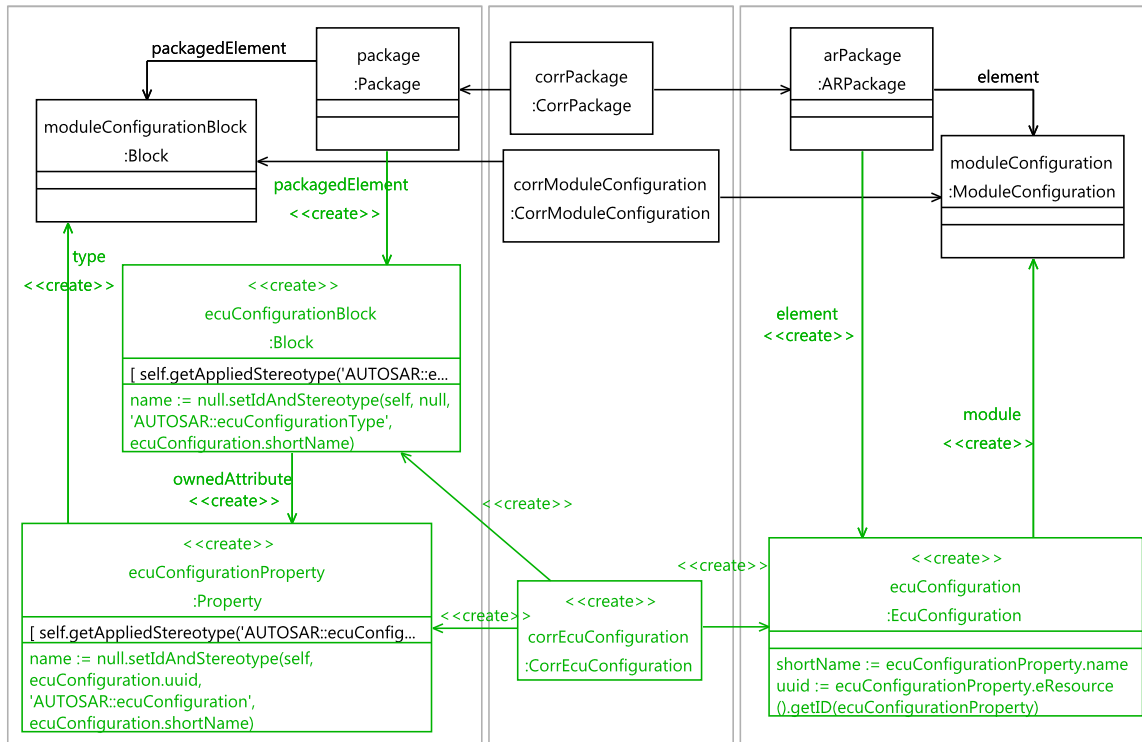 packagedElement
package
:Package
moduleConfigurationBlock
:Block
corrPackage
:CorrPackage
arPackage
:ARPackage
element
moduleConfiguration
:ModuleConfiguration
corrModuleConfiguration
:CorrModuleConfiguration
packagedElement
<<create>>
type
<<create>>
<<create>>
ecuConfigurationBlock
:Block
[ self.getAppliedStereotype('AUTOSAR::e...
name := null.setIdAndStereotype(self, null,
'AUTOSAR::ecuConfigurationType',
ecuConfiguration.shortName)
element
<<create>>
module
<<create>>
ownedAttribute
<<create>>
<<create>>
<<create>>
ecuConfigurationProperty
:Property
[ self.getAppliedStereotype('AUTOSAR::ecuConfig...
name := null.setIdAndStereotype(self,
ecuConfiguration.uuid,
'AUTOSAR::ecuConfiguration',
ecuConfiguration.shortName)
<<create>>
<<create>>
corrEcuConfiguration
:CorrEcuConfiguration
<<create>>
<<create>>
ecuConfiguration
:EcuConfiguration
shortName := ecuConfigurationProperty.name
uuid := ecuConfigurationProperty.eResource
().getID(ecuConfigurationProperty)